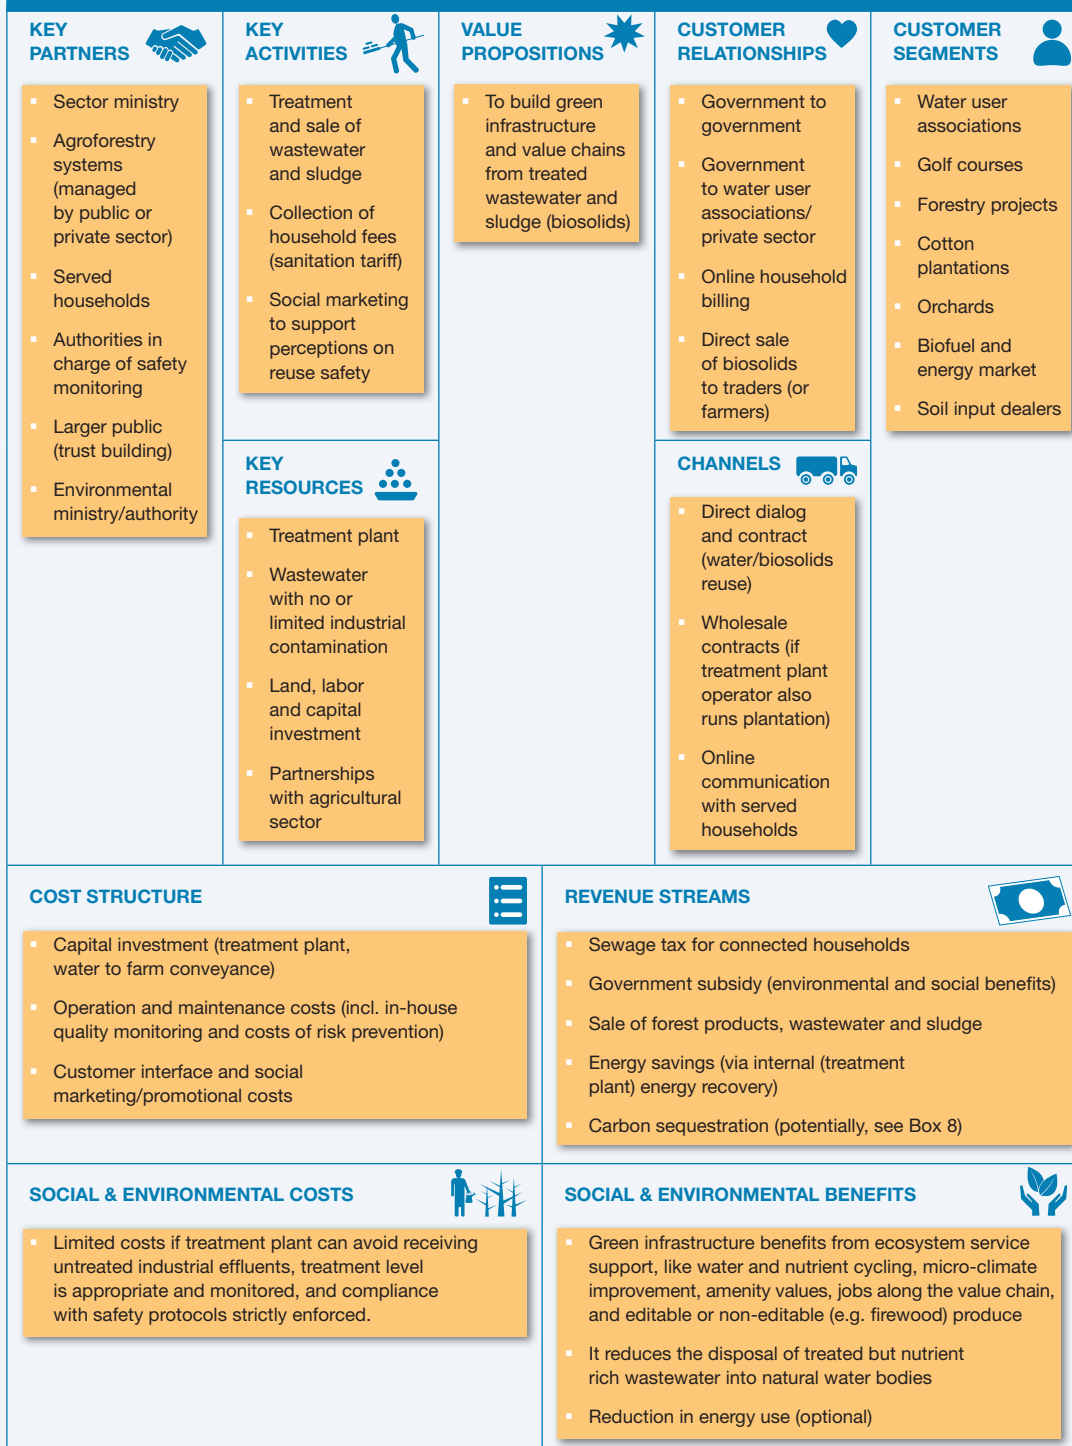 KEY
PARTNERS
Sector ministry
Agroforestry
systems
(managed
by public or
private sector)
Served
households
Authorities in
charge of safety
monitoring
Larger public
(trust building)
Environmental
ministry/authority
KEY
ACTIVITIES
Treatment
and sale of
wastewater
and sludge
Collection of
household fees
(sanitation tariff)
Social marketing
to support
perceptions on
reuse safety
KEY
RESOURCES
Treatment plant
Wastewater
with no or
limited industrial
contamination
Land, labor
and capital
investment
Partnerships
with agricultural
sector
VALUE
PROPOSITIONS
To build green
infrastructure
and value chains
from treated
wastewater and
sludge (biosolids)
CUSTOMER
RELATIONSHIPS
Government to
government
Government
to water user
associations/
private sector
Online household
billing
Direct sale
of biosolids
to traders (or
farmers)
CHANNELS
Direct dialog
and contract
(water/biosolids
reuse)
Wholesale
contracts (if
treatment plant
operator also
runs plantation)
Online
communication
with served
households
CUSTOMER
SEGMENTS
Water user
associations
Golf courses
Forestry projects
Cotton
plantations
Orchards
Biofuel and
energy market
Soil input dealers
COST STRUCTURE
Capital investment (treatment plant,
water to farm conveyance)
Operation and maintenance costs (incl. in-house
quality monitoring and costs of risk prevention)
Customer interface and social
marketing/promotional costs
REVENUE STREAMS
Sewage tax for connected households
Government subsidy (environmental and social benefits)
Sale of forest products, wastewater and sludge
Energy savings (via internal (treatment
plant) energy recovery)
Carbon sequestration (potentially, see Box 8)
SOCIAL & ENVIRONMENTAL COSTS
Limited costs if treatment plant can avoid receiving
untreated industrial effluents, treatment level
is appropriate and monitored, and compliance
with safety protocols strictly enforced.
SOCIAL & ENVIRONMENTAL BENEFITS
Green infrastructure benefits from ecosystem service
support, like water and nutrient cycling, micro-climate
improvement, amenity values, jobs along the value chain,
and editable or non-editable (e.g. firewood) produce
It reduces the disposal of treated but nutrient
rich wastewater into natural water bodies
Reduction in energy use (optional)